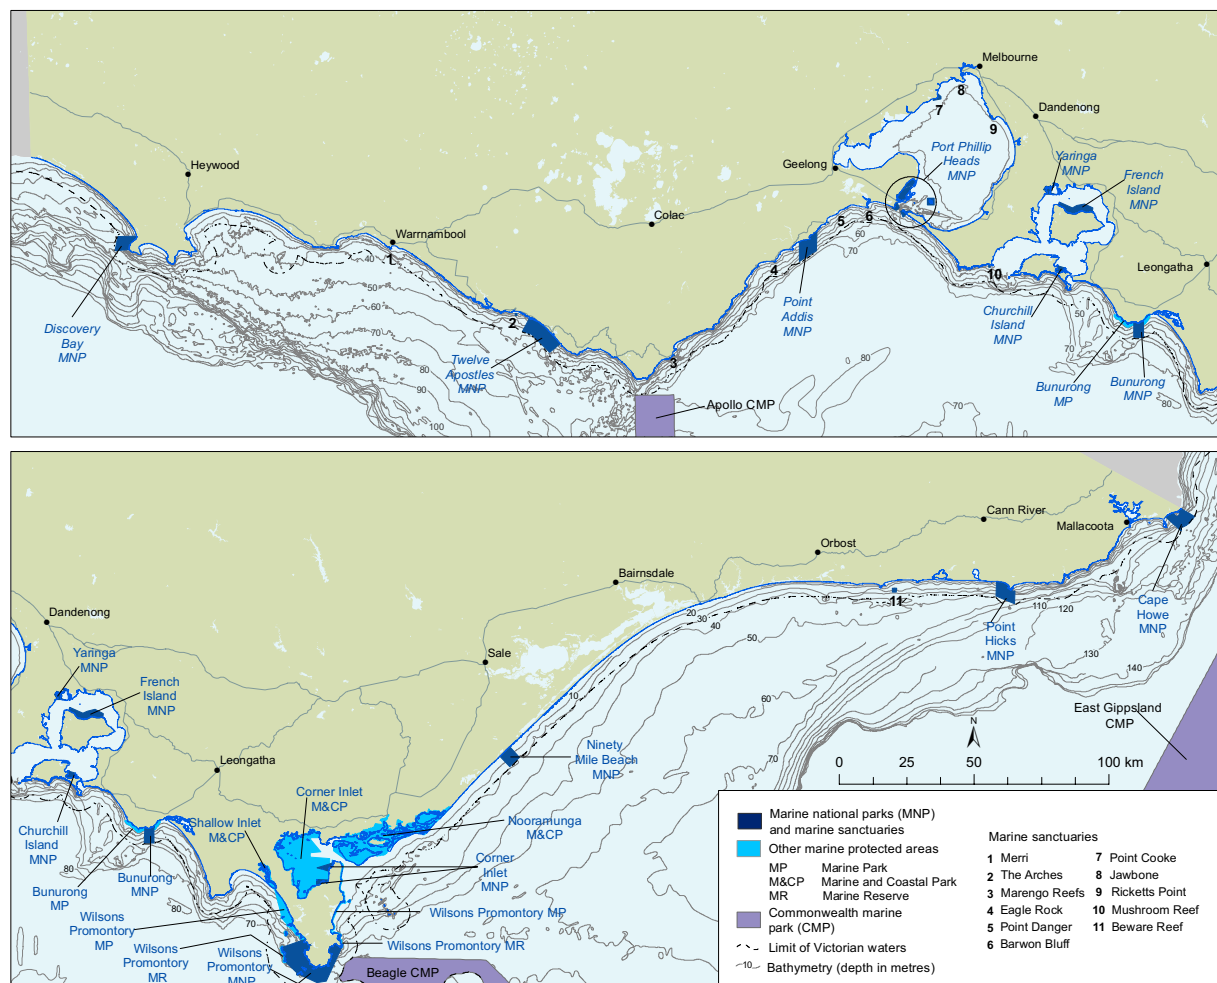 Melbourne
8
7
Dandenong
9
Port Phillip
Heads
MNP
Yaringa
MNP
French
Island
MNP
Heywood
Geelong
Colac
Warrnambool
1
5
6
60
70
40
4
10
Leongatha
50
60
70
Discovery
Bay
MNP
Point
Addis
MNP
Churchill
Island
MNP
50
70
2
Twelve
Apostles
MNP
3
80
80
90
100
Bunurong
MP
Bunurong
MNP
80
70
Apollo CMP
Cann River
Mallacoota
Orbost
Bairnsdale
11
20
30
40
50
110
120
Cape
Howe
MNP
Point
Hicks
MNP
130
140
Dandenong
Sale
Yaringa
MNP
French
Island
MNP
10
60
East Gippsland
CMP
N
Ninety
Mile Beach
MNP
70
0 25 50 100 km
Leongatha
Corner Inlet
M&CP
Shallow Inlet
M&CP
Nooramunga
M&CP
Churchill
Island
MNP
80
Bunurong
MP
Bunurong
MNP
Corner
Inlet
MNP
80
70
Wilsons
Promontory
MP
Wilsons Promontory MP
Wilsons
Promontory
MR
Wilsons
Promontory
MNP
Wilsons Promontory MR
Beagle CMP
Marine national parks (MNP)
and marine sanctuaries
Other marine protected areas
MP Marine Park
M&CP Marine and Coastal Park
MR Marine Reserve
Commonwealth marine
park (CMP)
Limit of Victorian waters
10 Bathymetry (depth in metres)
Marine sanctuaries
1 Merri
2 The Arches
3 Marengo Reefs
4 Eagle Rock
5 Point Danger
6 Barwon Bluff
7 Point Cooke
8 Jawbone
9 Ricketts Point
10 Mushroom Reef
11 Beware Reef